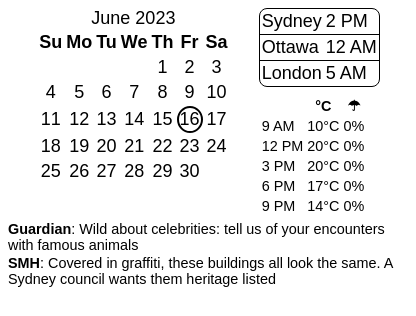 June 2023
Su Mo Tu We Th Fr Sa
1 2 3
4 5 6 7 8 9 10
11 12 13 14 15 16 17
18 19 20 21 22 23 24
25 26 27 28 29 30
Sydney 2 PM
Ottawa 12 AM
London 5 AM
°C ☂
9 AM 10°C 0%
12 PM 20°C 0%
3 PM 20°C 0%
6 PM 17°C 0%
9 PM 14°C 0%
Guardian: Wild about celebrities: tell us of your encounters
with famous animals
SMH: Covered in graffiti, these buildings all look the same. A
Sydney council wants them heritage listed